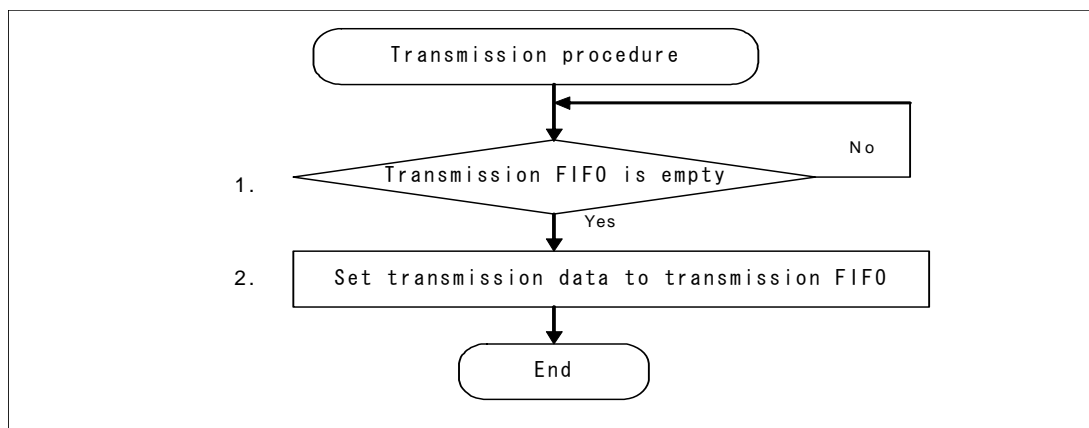 Transmission procedure
No
1.
Transmission FIFO is empty
Yes
2.
Set transmission data to transmission FIFO
End